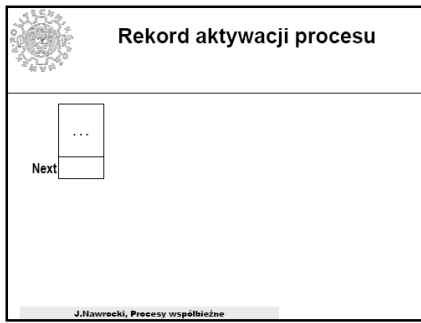 Rekord aktywacji procesu
...
Next
J.Nawrocki, Procesy współbieżne